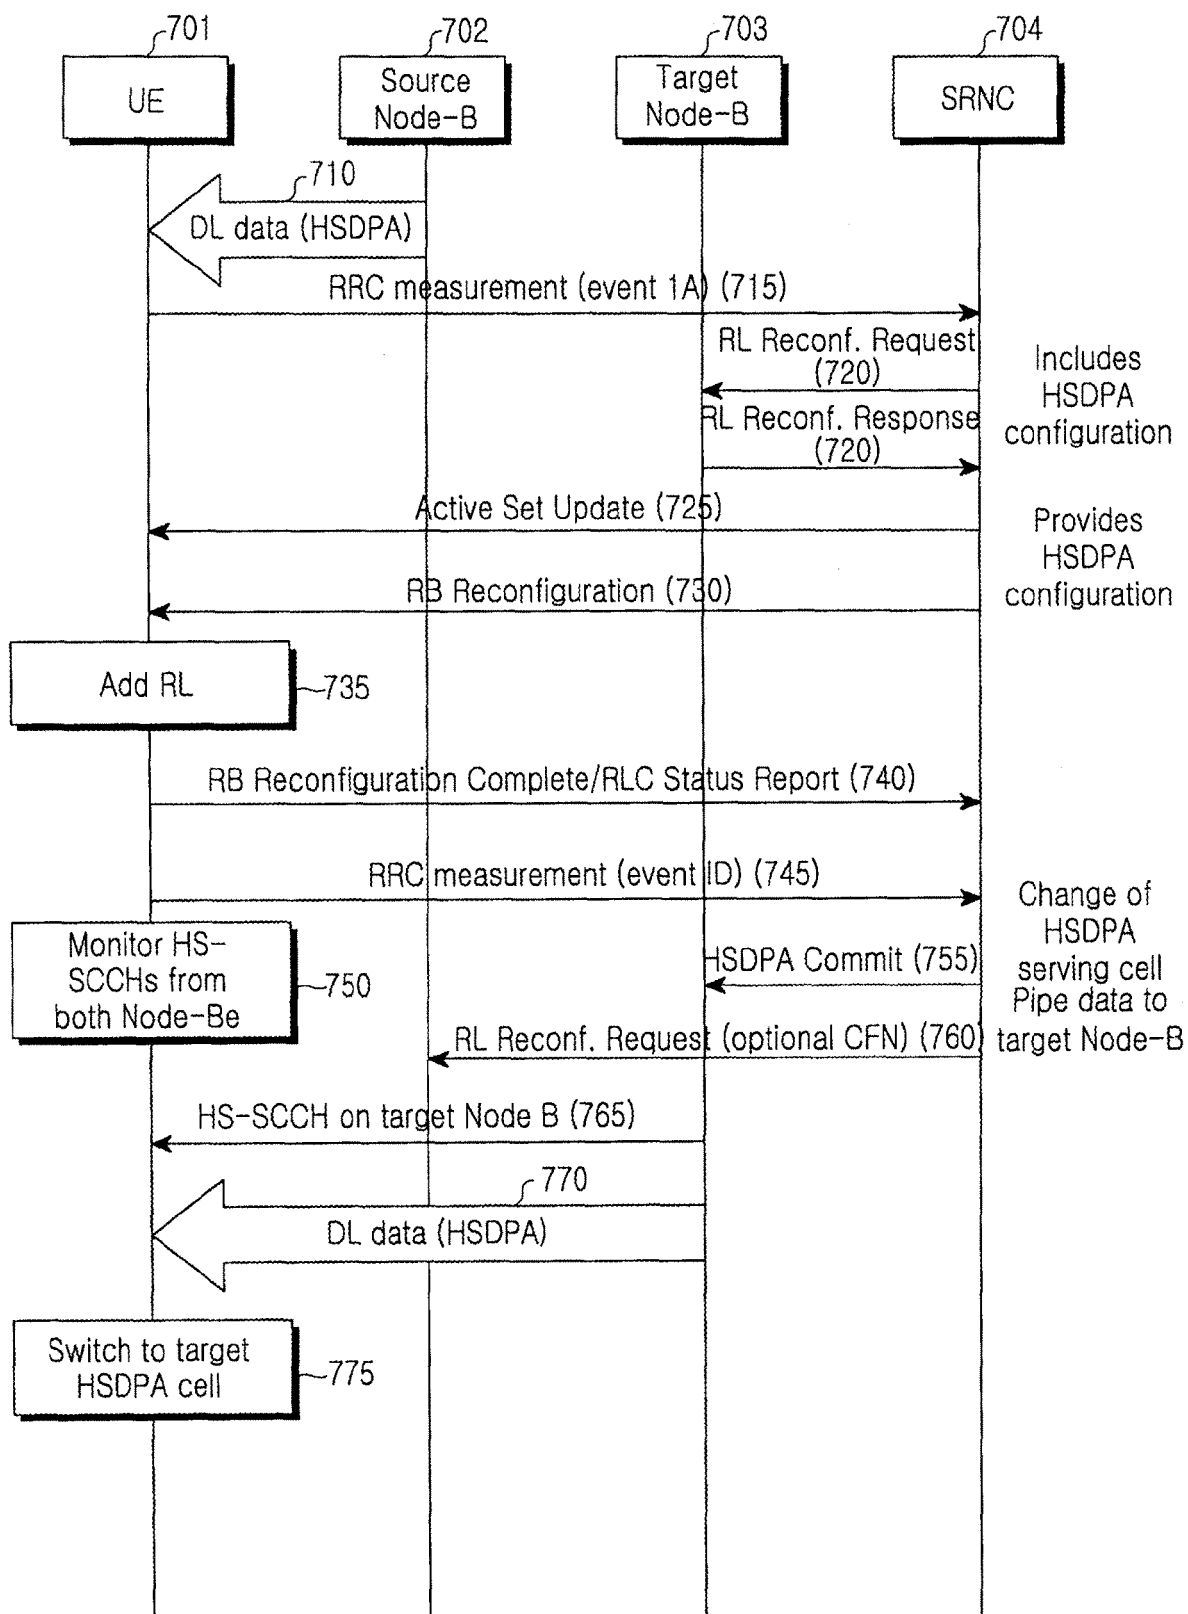 701
702
703
704
UE
Source
Node-B
Target
Node-B
SRNC
710
DL data (HSDPA)
RRC measurement (event 1A) (715)
RL Reconf. Request
(720)
Includes
HSDPA
configuration
RL Reconf. Response
(720)
Active Set Update (725)
Provides
HSDPA
configuration
RB Reconfiguration (730)
Add RL
735
RB Reconfiguration Complete/RLC Status Report (740)
RRC measurement (event ID) (745)
Change of
HSDPA
serving cell
Pipe data to
target Node-B
Monitor HS-
SCCHs from
both Node-Be
750
HSDPA Commit (755)
RL Reconf. Request (optional CFN) (760)
HS-SCCH on target Node B (765)
770
DL data (HSDPA)
Switch to target
HSDPA cell
775